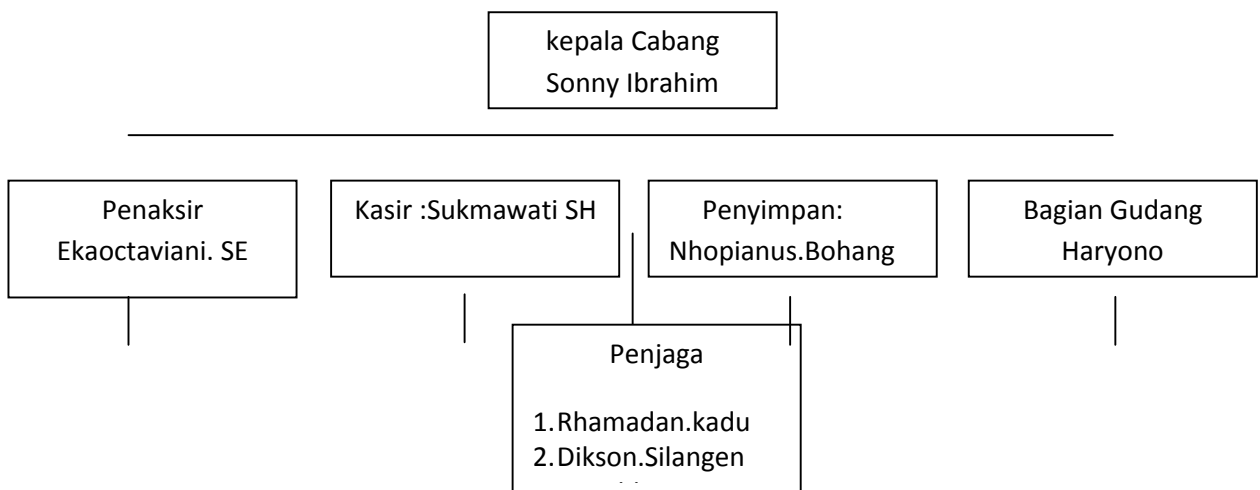 kepala Cabang
Sonny Ibrahim
Penaksir
Ekaoctaviani. SE
Kasir :Sukmawati SH
Penyimpan:
Nhopianus.Bohang
Bagian Gudang
Haryono
Penjaga
1.Rhamadan.kadu
2.Dikson.Silangen